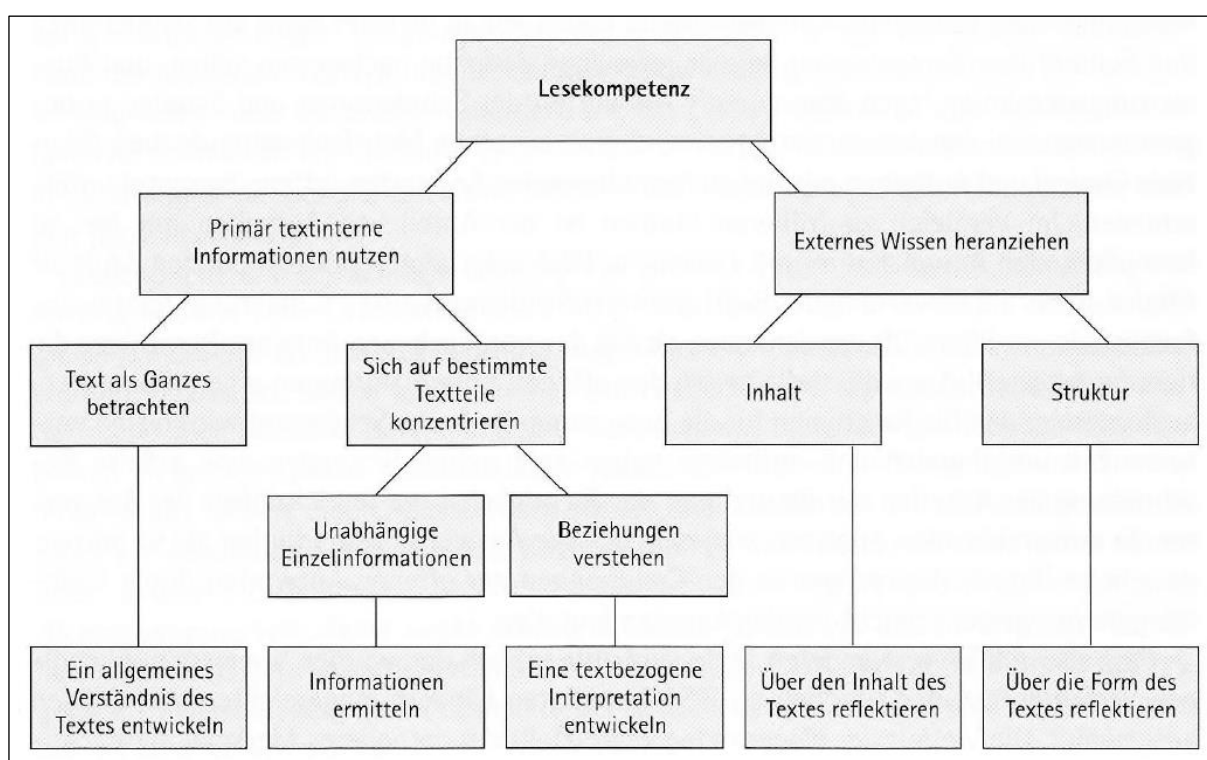 Lesekompetenz
Primär textinterne
Informationen nutzen
Externes Wissen heranziehen
Text als Ganzes
betrachten
Sich auf bestimmte
Textteile
konzentrieren
Inhalt
Struktur
Unabhängige
Einzelinformationen
Beziehungen
verstehen
Ein allgemeines
Verständnis des
Textes entwickeln
Informationen
ermitteln
Eine textbezogene
Interpretation
entwickeln
Über den Inhalt des
Textes reflektieren
Über die Form des
Textes reflektieren